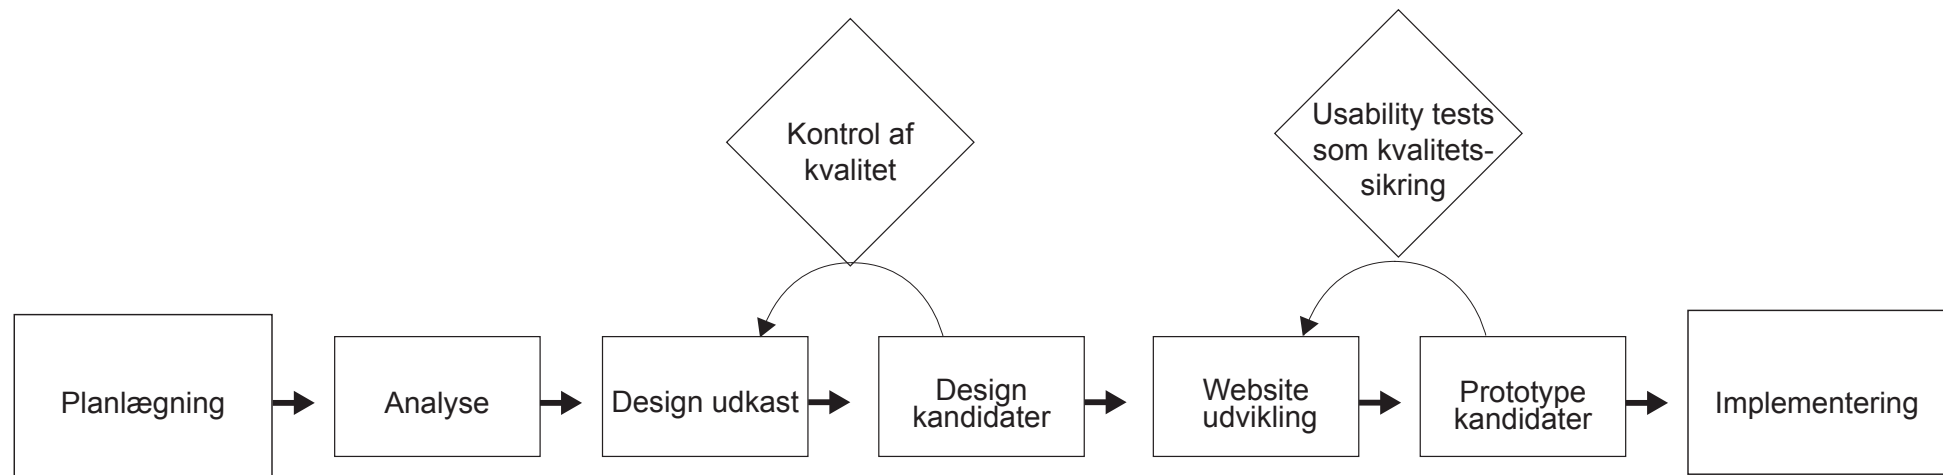 Kontrol af
kvalitet
Usability tests
som kvalitets-
sikring
Planlægning
Analyse
Design udkast
Design
kandidater
Website
udvikling
Prototype
kandidater
Implementering